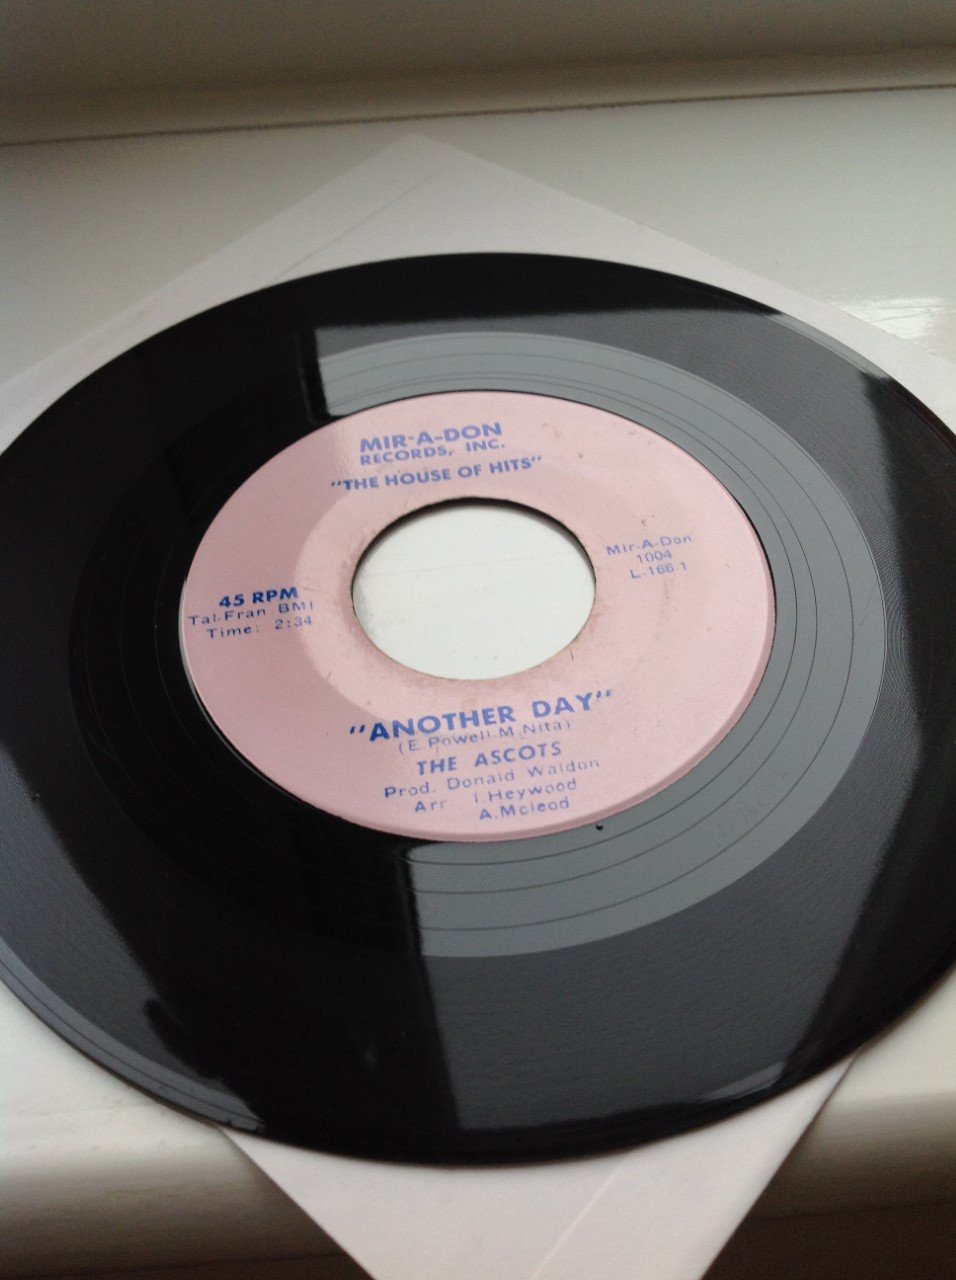 MIR-A-DON
RECORDS, INC.
"THE HOUSE OF HITS"
Mir-A-Don
1004
L-166-1
45 RPM
Tal-Fran BMI
Time: 2:34
"ANOTHER DAY"
(E. Powell-M. Nita)
THE ASCOTS
Prod. Donald Waldon
Arr I. Heywood
A. Mcleod